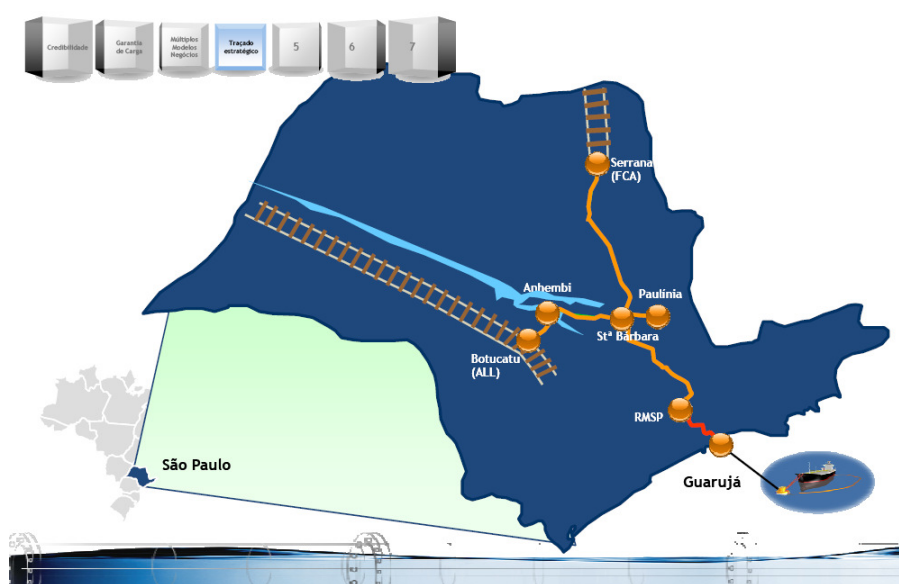 Credibilidade
Garantia
de Carga
Múltiplos
Modelos
Negócios
Traçado
estratégico
5
6
7
Serrana
(FCA)
Anhembi
Paulínia
Stª Bárbara
Botucatu
(ALL)
RMSP
São Paulo
Guarujá